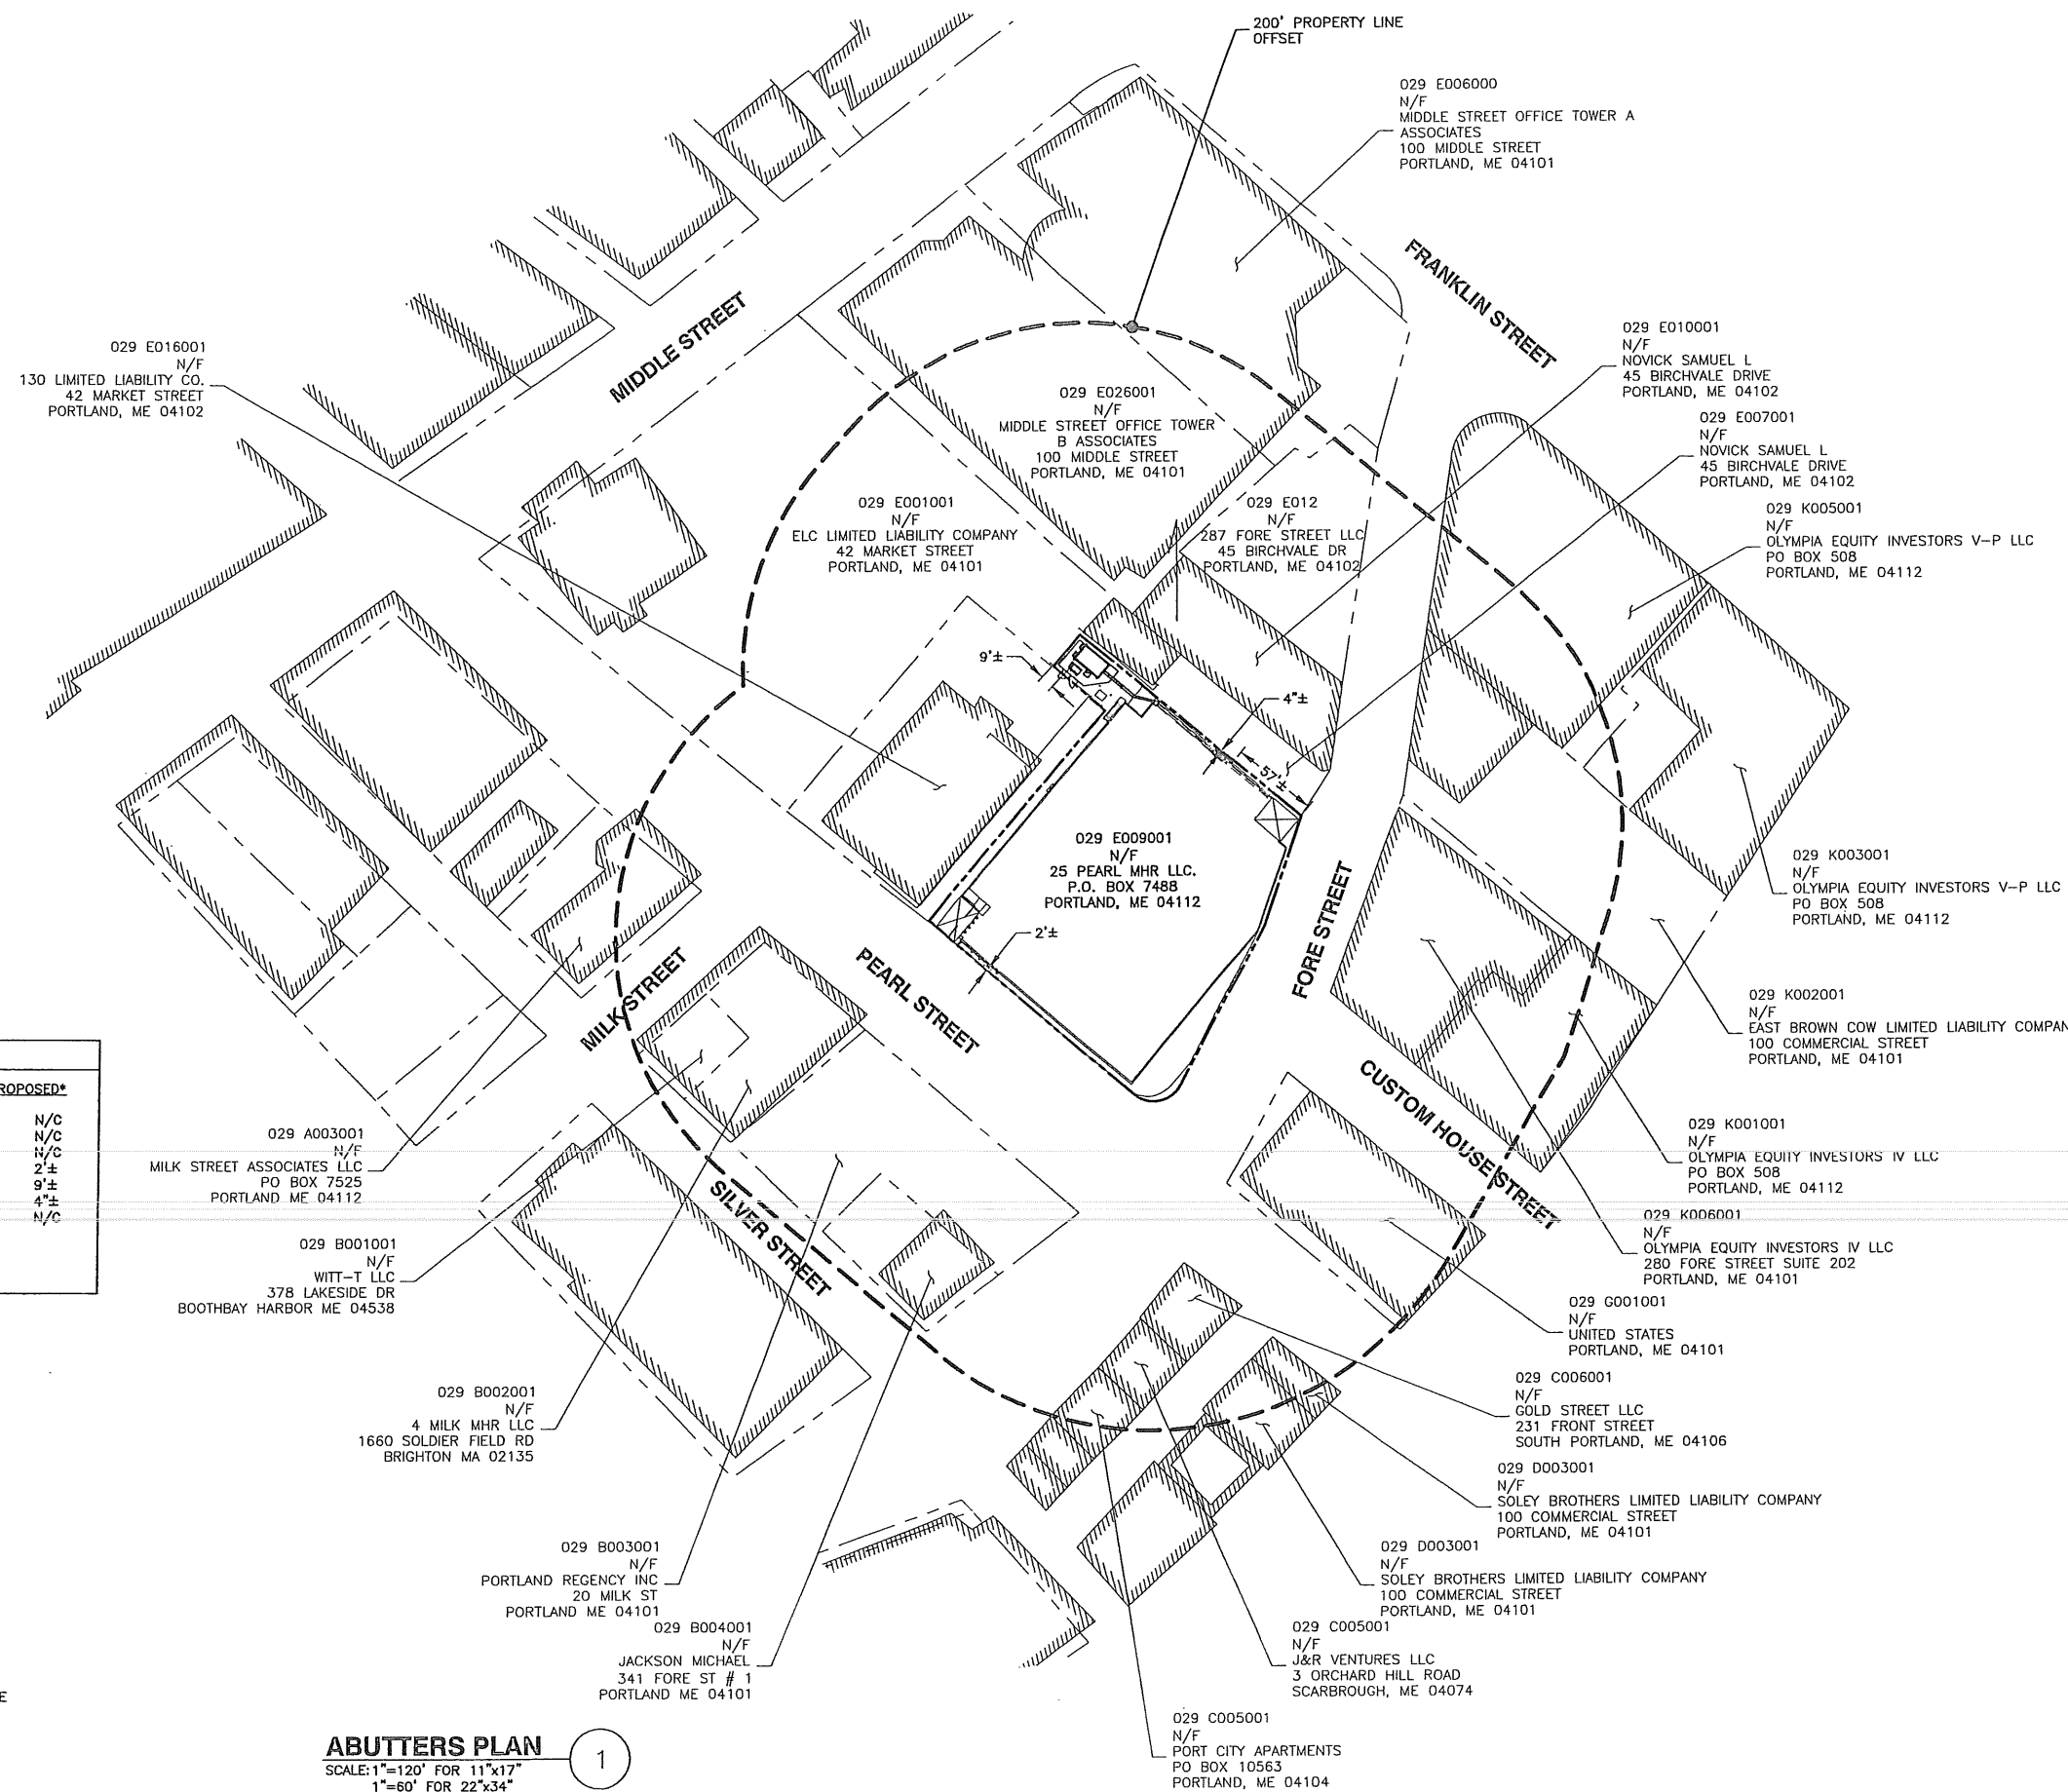 200' PROPERTY LINE
OFFSET
029 E006000
N/F
MIDDLE STREET OFFICE TOWER A
ASSOCIATES
100 MIDDLE STREET
PORTLAND, ME 04101
FRANKLIN STREET
MIDDLE STREET
029 E016001
N/F
130 LIMITED LIABILITY CO.
42 MARKET STREET
PORTLAND, ME 04102
029 E010001
N/F
NOVICK SAMUEL L
45 BIRCHVALE DRIVE
PORTLAND, ME 04102
029 E026001
N/F
MIDDLE STREET OFFICE TOWER
B ASSOCIATES
100 MIDDLE STREET
PORTLAND, ME 04101
029 E007001
N/F
NOVICK SAMUEL L
45 BIRCHVALE DRIVE
PORTLAND, ME 04102
029 E001001
N/F
ELC LIMITED LIABILITY COMPANY
42 MARKET STREET
PORTLAND, ME 04101
029 E012
N/F
287 FORE STREET LLC
45 BIRCHVALE DR
PORTLAND, ME 04102
029 K005001
N/F
OLYMPIA EQUITY INVESTORS V-P LLC
PO BOX 508
PORTLAND, ME 04112
9'±
4"±
57'±
029 E009001
N/F
25 PEARL MHR LLC.
P.O. BOX 7488
PORTLAND, ME 04112
2'±
029 K003001
N/F
OLYMPIA EQUITY INVESTORS V-P LLC
PO BOX 508
PORTLAND, ME 04112
FORE STREET
PEARL STREET
MILK STREET
029 K002001
N/F
EAST BROWN COW LIMITED LIABILITY COMPAN
100 COMMERCIAL STREET
PORTLAND, ME 04101
CUSTOM HOUSE STREET
ROPOSED*
N/C
N/C
N/C
2'±
9'±
4"±
N/C
029 A003001
N/F
MILK STREET ASSOCIATES LLC
PO BOX 7525
PORTLAND ME 04112
029 K001001
N/F
OLYMPIA EQUITY INVESTORS IV LLC
PO BOX 508
PORTLAND, ME 04112
SILVER STREET
029 K006001
N/F
OLYMPIA EQUITY INVESTORS IV LLC
280 FORE STREET SUITE 202
PORTLAND, ME 04101
029 B001001
N/F
WITT-T LLC
378 LAKESIDE DR
BOOTHBAY HARBOR ME 04538
029 G001001
N/F
UNITED STATES
PORTLAND, ME 04101
029 B002001
N/F
4 MILK MHR LLC
1660 SOLDIER FIELD RD
BRIGHTON MA 02135
029 C006001
N/F
GOLD STREET LLC
231 FRONT STREET
SOUTH PORTLAND, ME 04106
029 D003001
N/F
SOLEY BROTHERS LIMITED LIABILITY COMPANY
100 COMMERCIAL STREET
PORTLAND, ME 04101
029 B003001
N/F
PORTLAND REGENCY INC
20 MILK ST
PORTLAND ME 04101
029 D003001
N/F
SOLEY BROTHERS LIMITED LIABILITY COMPANY
100 COMMERCIAL STREET
PORTLAND, ME 04101
029 B004001
N/F
JACKSON MICHAEL
341 FORE ST # 1
PORTLAND ME 04101
029 C005001
N/F
J&R VENTURES LLC
3 ORCHARD HILL ROAD
SCARBROUGH, ME 04074
029 C005001
N/F
PORT CITY APARTMENTS
PO BOX 10563
PORTLAND, ME 04104
E
ABUTTERS PLAN
1
SCALE: 1"=120' FOR 11"x17"
1"=60' FOR 22"x34"